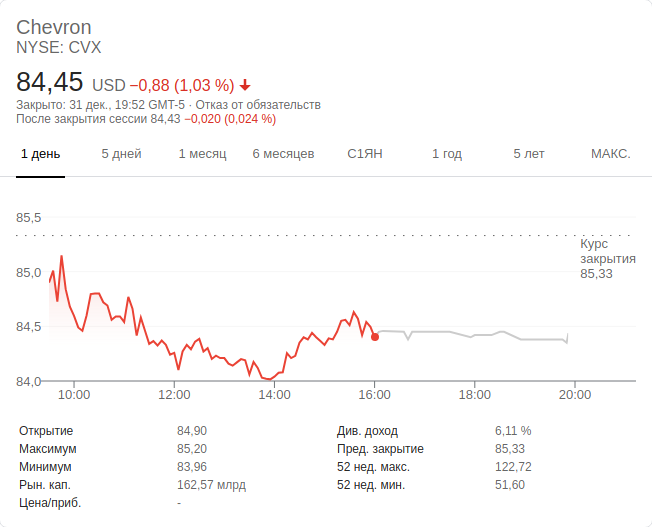 Chevron
NYSE: CVX
84,45 USD −0,88 (1,03 %)
Закрыто: 31 дек., 19:52 GMT-5 · Отказ от обязательств
После закрытия сессии 84,43 −0,020 (0,024 %)
1 день 5 дней 1 месяц 6 месяцев С1ЯН 1 год 5 лет МАКС.
85,5
Курс
закрытия
85,33
85,0
84,5
84,0
10:00 12:00 14:00 16:00 18:00 20:00
Открытие 84,90 Див. доход 6,11 %
Максимум 85,20 Пред. закрытие 85,33
Минимум 83,96 52 нед. макс. 122,72
Рын. кап. 162,57 млрд 52 нед. мин. 51,60
Цена/приб. -